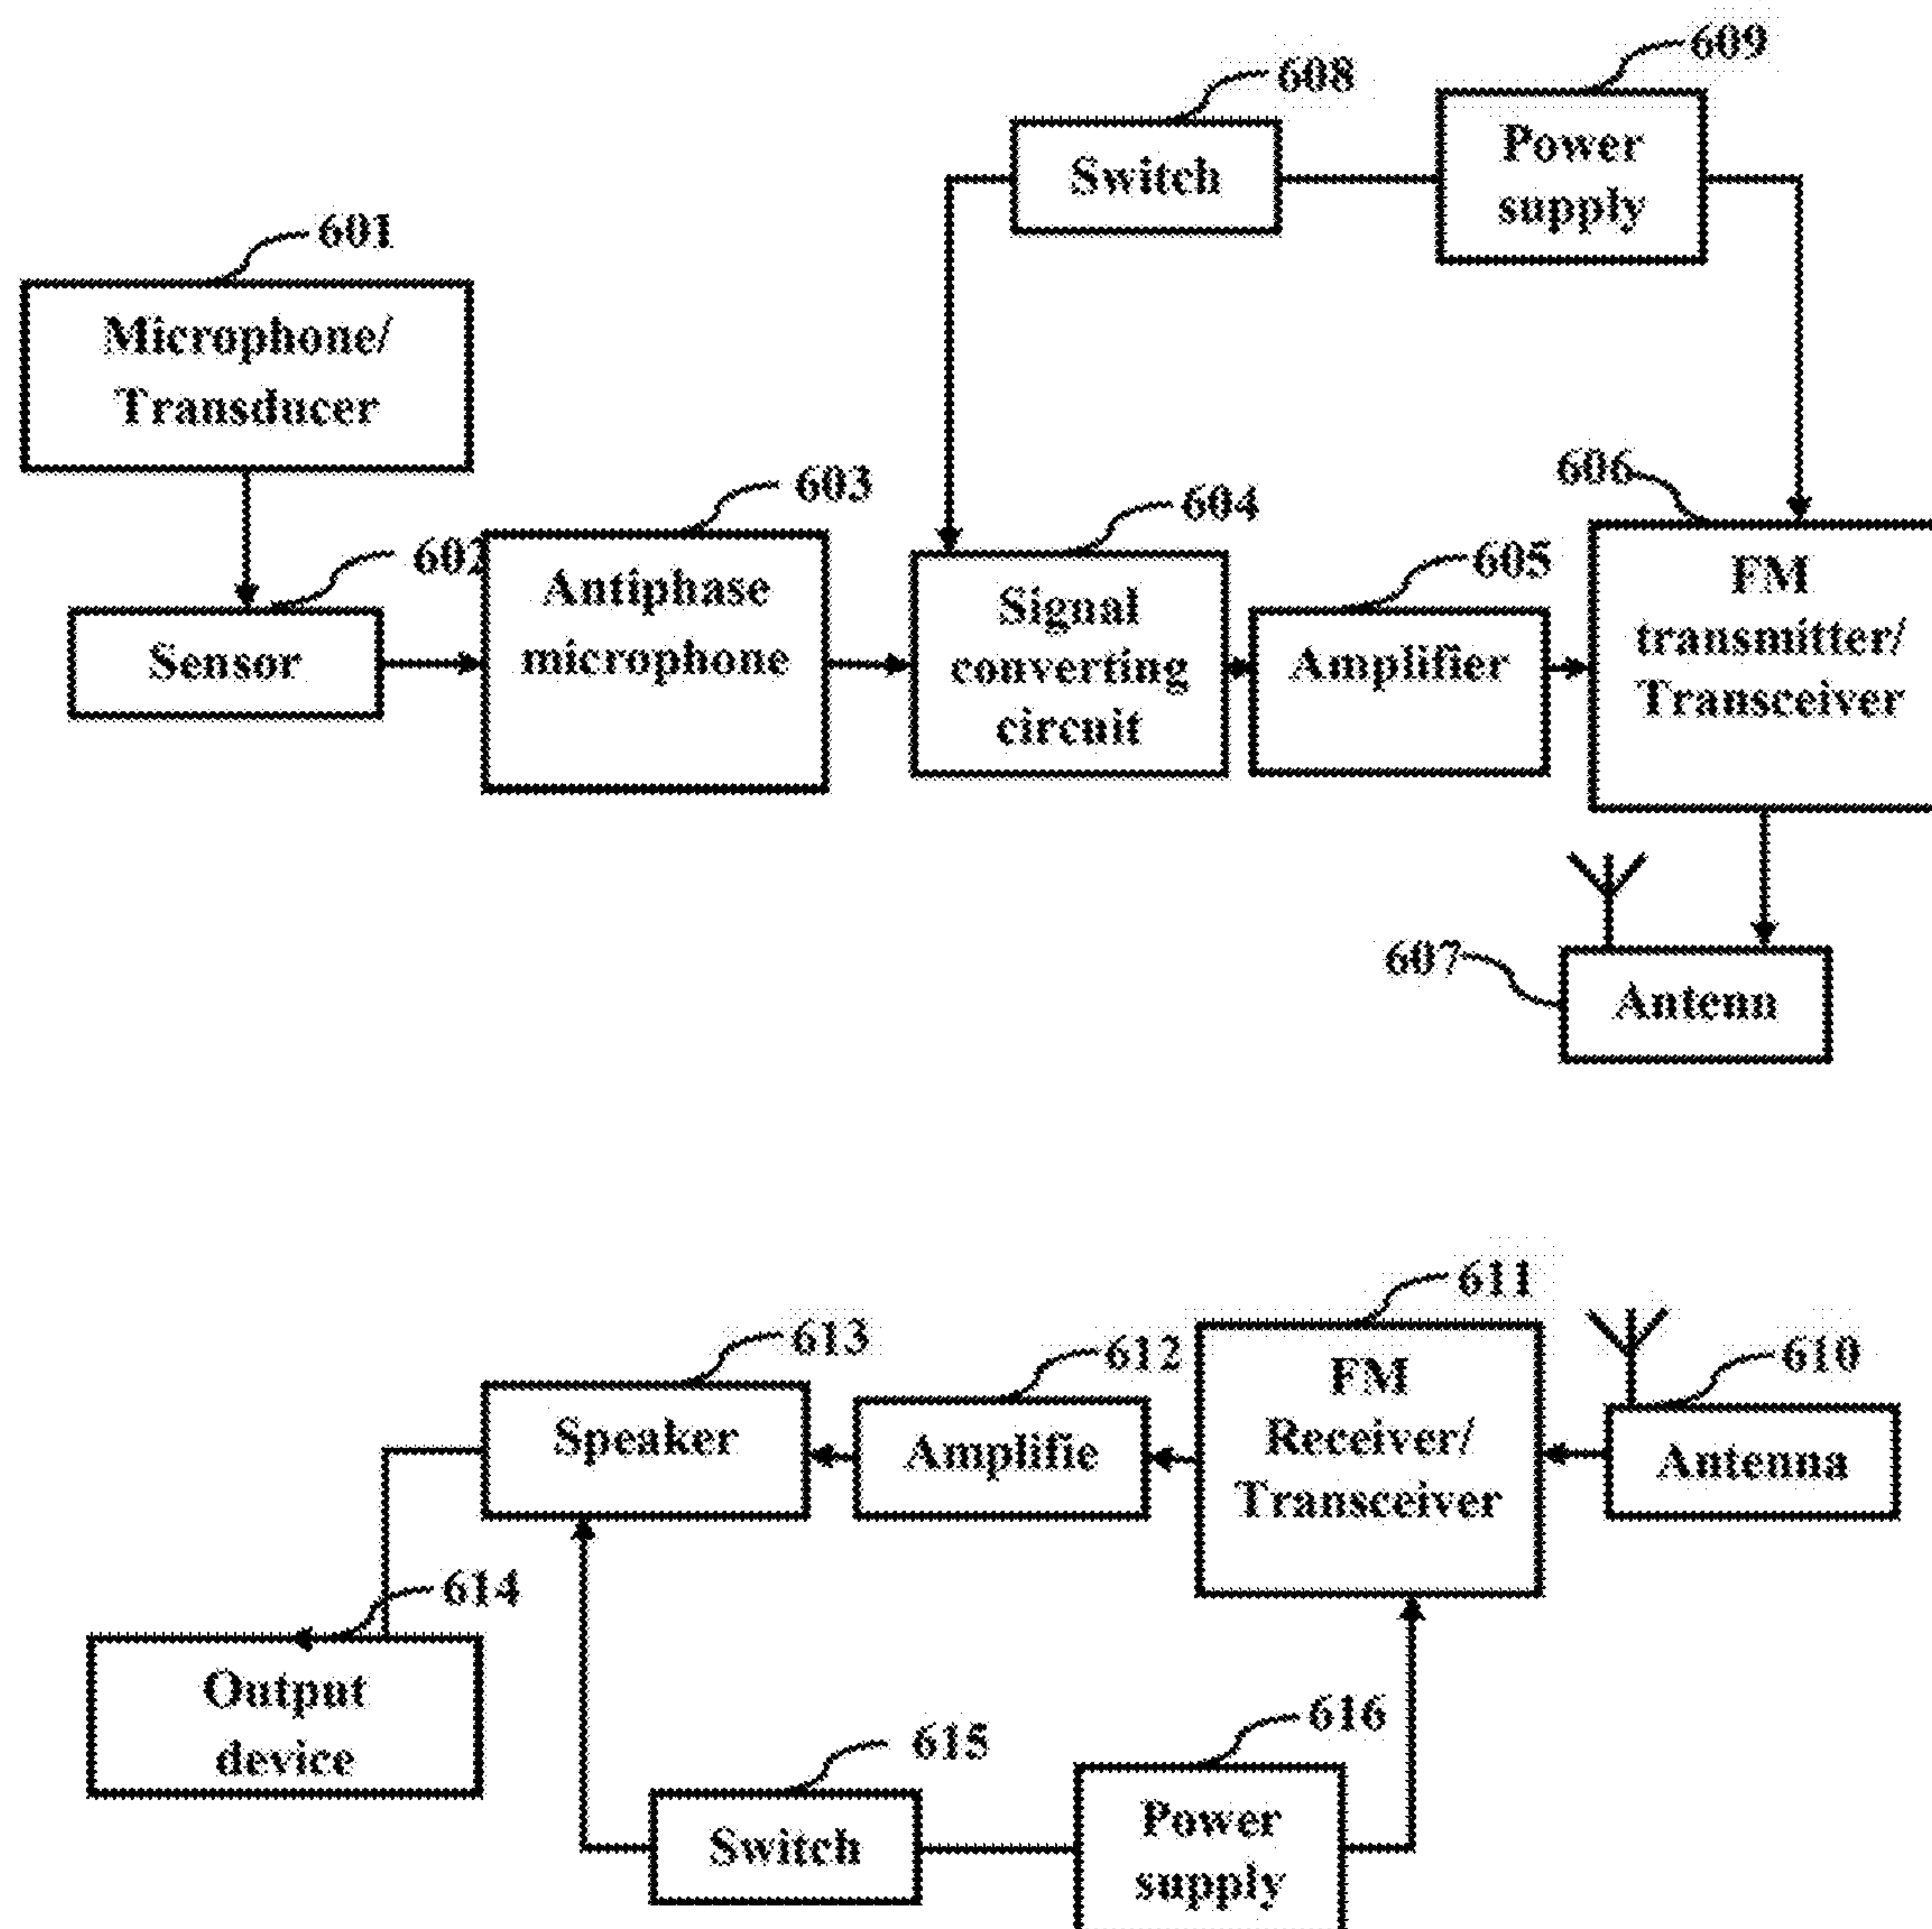 609
608
Power
supply
Switch
601
Microphone/
Transducer
603
604
606
602
605
Antiphase
microphone
Signal
converting
circuit
FM
transmitter/
Transceiver
Sensor
Amplifier
607
Antenn
611
613
612
610
FM
Receiver/
Transceiver
Speaker
Amplifie
Antenna
614
Output
device
616
615
Power
supply
Switch